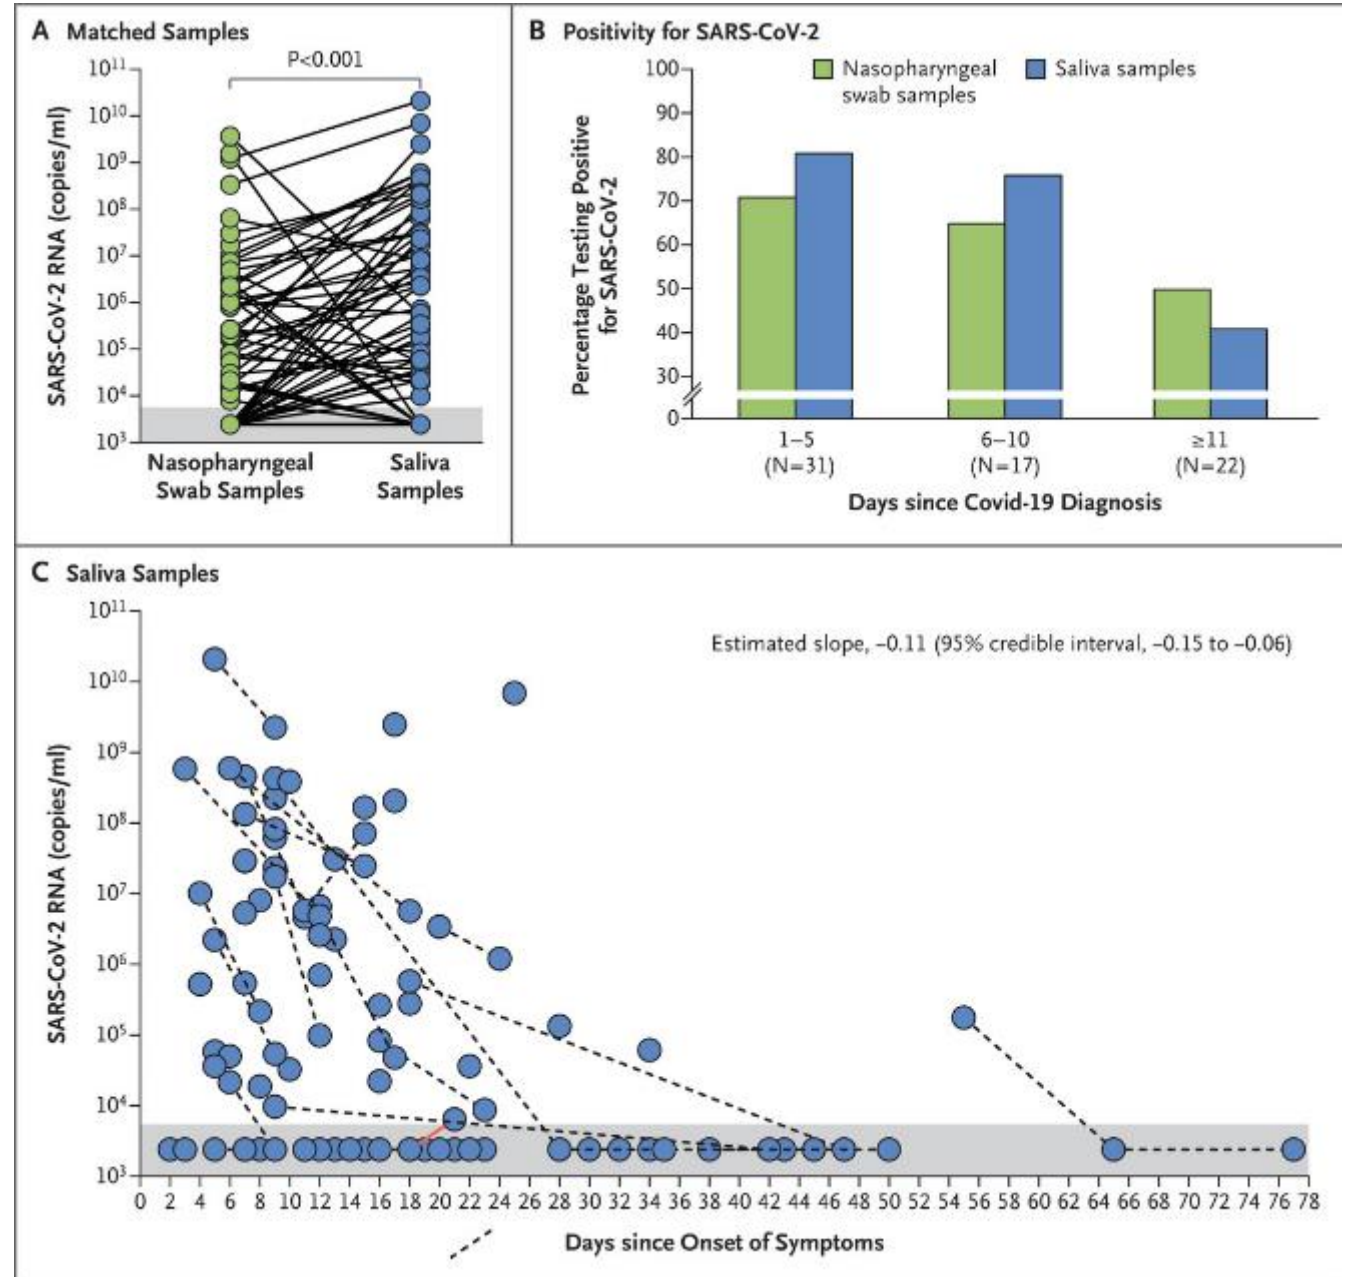 A Matched Samples
P<0.001
SARS-CoV-2 RNA (copies/ml)
10¹¹
10¹⁰
10⁹
10⁸
10⁷
10⁶
10⁵
10⁴
10³
Nasopharyngeal
Swab Samples
Saliva
Samples
B Positivity for SARS-CoV-2
Nasopharyngeal
swab samples
Saliva samples
Percentage Testing Positive
for SARS-CoV-2
100
90
80
70
60
50
40
30
0
1–5
(N=31)
6–10
(N=17)
≥11
(N=22)
Days since Covid-19 Diagnosis
C Saliva Samples
Estimated slope, –0.11 (95% credible interval, –0.15 to –0.06)
SARS-CoV-2 RNA (copies/ml)
10¹¹
10¹⁰
10⁹
10⁸
10⁷
10⁶
10⁵
10⁴
10³
0 2 4 6 8 10 12 14 16 18 20 22 24 26 28 30 32 34 36 38 40 42 44 46 48 50 52 54 56 58 60 62 64 66 68 70 72 74 76 78
Days since Onset of Symptoms